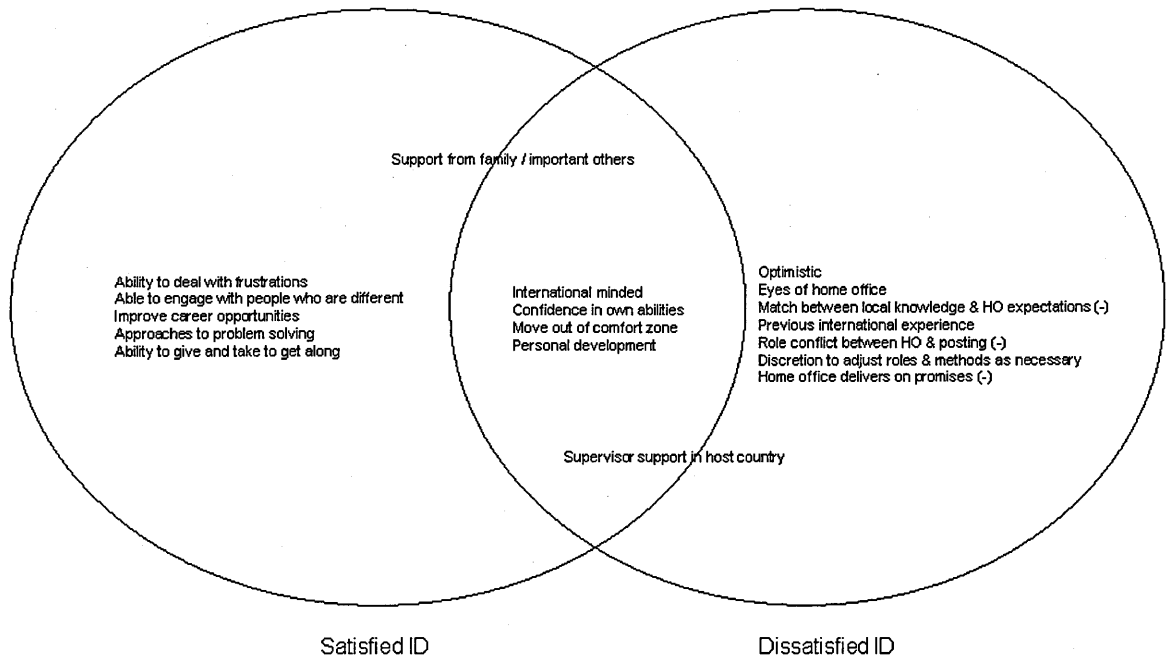 Support from family / important others
Ability to deal with frustrations
Able to engage with people who are different
Improve career opportunities
Approaches to problem solving
Ability to give and take to get along
International minded
Confidence in own abilities
Move out of comfort zone
Personal development
Optimistic
Eyes of home office
Match between local knowledge & HO expectations (-)
Previous international experience
Role conflict between HO & posting (-)
Discretion to adjust roles & methods as necessary
Home office delivers on promises (-)
Supervisor support in host country
Satisfied ID
Dissatisfied ID